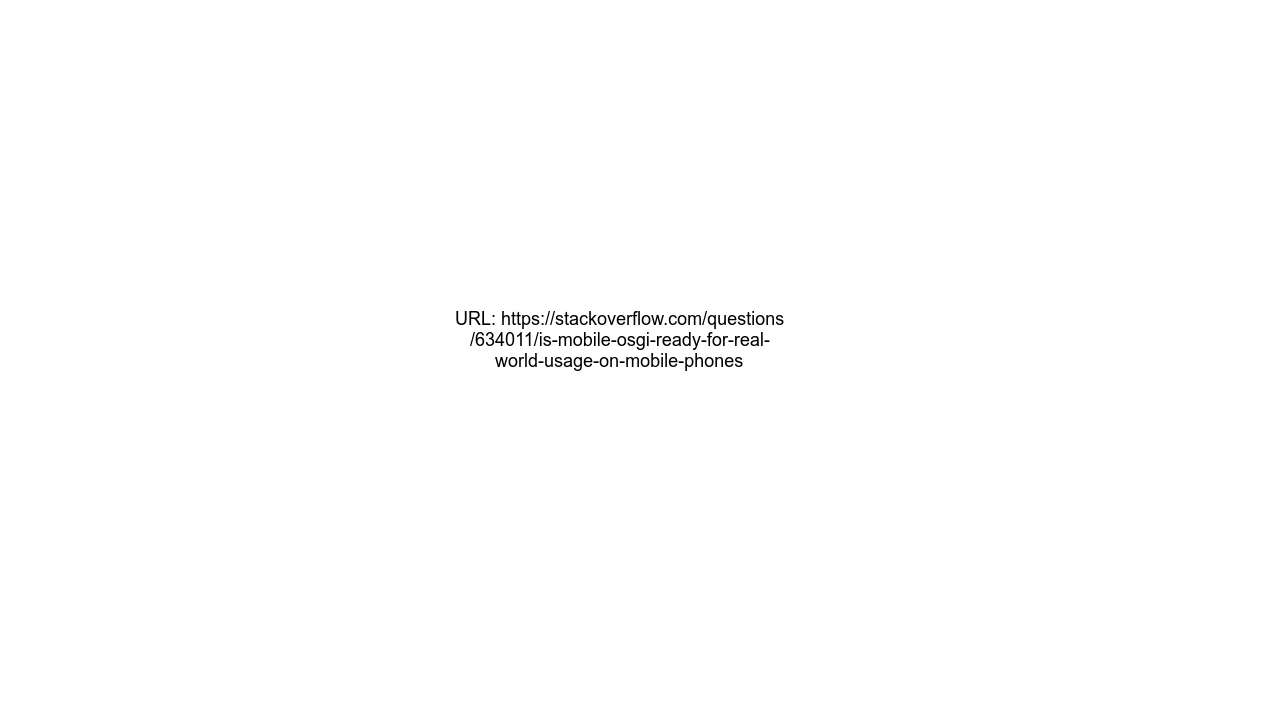 URL: https://stackoverflow.com/questions
/634011/is-mobile-osgi-ready-for-real-
world-usage-on-mobile-phones